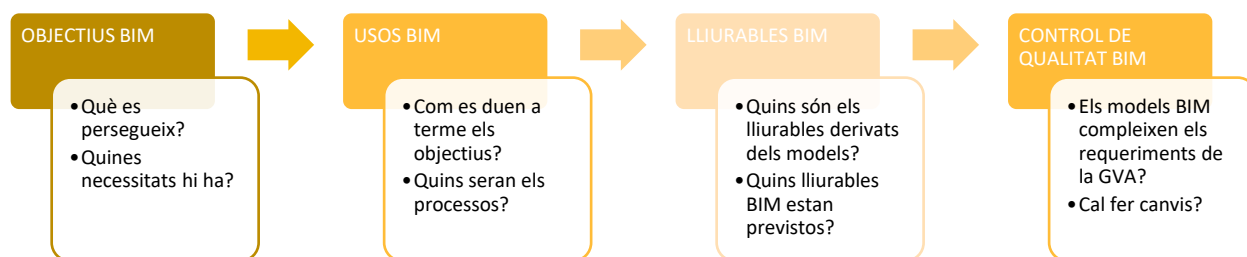 OBJECTIUS BIM
•Què es
persegueix?
•Quines
necessitats hi ha?
USOS BIM
•Com es duen a
terme els
objectius?
•Quins seran els
processos?
LLIURABLES BIM
•Quins són els
lliurables derivats
dels models?
•Quins lliurables
BIM estan
previstos?
CONTROL DE
QUALITAT BIM
•Els models BIM
compleixen els
requeriments de
la GVA?
•Cal fer canvis?